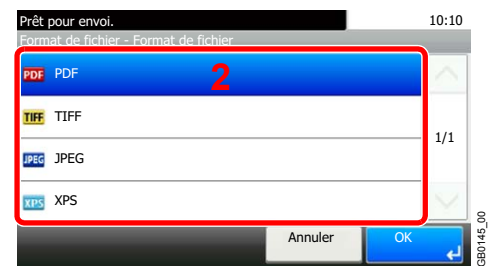 Prêt pour envoi. 10:10
Format de fichier - Format de fichier
PDF PDF 2
TIFF TIFF
1/1
JPEG JPEG
XPS XPS
Annuler OK
GB0145_00